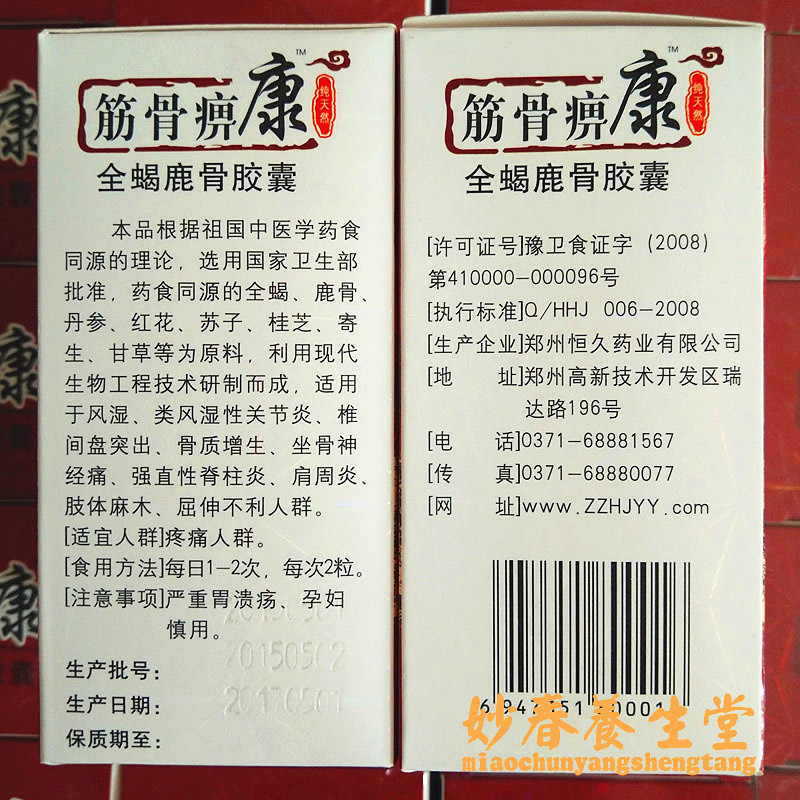 筋骨痹康
TM
纯天然
全蝎鹿骨胶囊
本品根据祖国中医学药食
同源的理论，选用国家卫生部
批准，药食同源的全蝎、鹿骨、
丹参、红花、苏子、桂芝、寄
生、甘草等为原料，利用现代
生物工程技术研制而成，适用
于风湿、类风湿性关节炎、椎
间盘突出、骨质增生、坐骨神
经痛、强直性脊柱炎、肩周炎、
肢体麻木、屈伸不利人群。
[适宜人群]疼痛人群。
[食用方法]每日1-2次，每次2粒。
[注意事项]严重胃溃疡、孕妇
慎用。
生产批号：
生产日期：
保质期至：
20150502
20170501
筋骨痹康
TM
纯天然
全蝎鹿骨胶囊
[许可证号]豫卫食证字（2008）
第410000-000096号
[执行标准]Q/HHJ 006-2008
[生产企业]郑州恒久药业有限公司
[地 址]郑州高新技术开发区瑞
达路196号
[电 话]0371-68881567
[传 真]0371-68880077
[网 址]www.ZZHJYY.com
妙春養生堂
miaochunyangshengtang